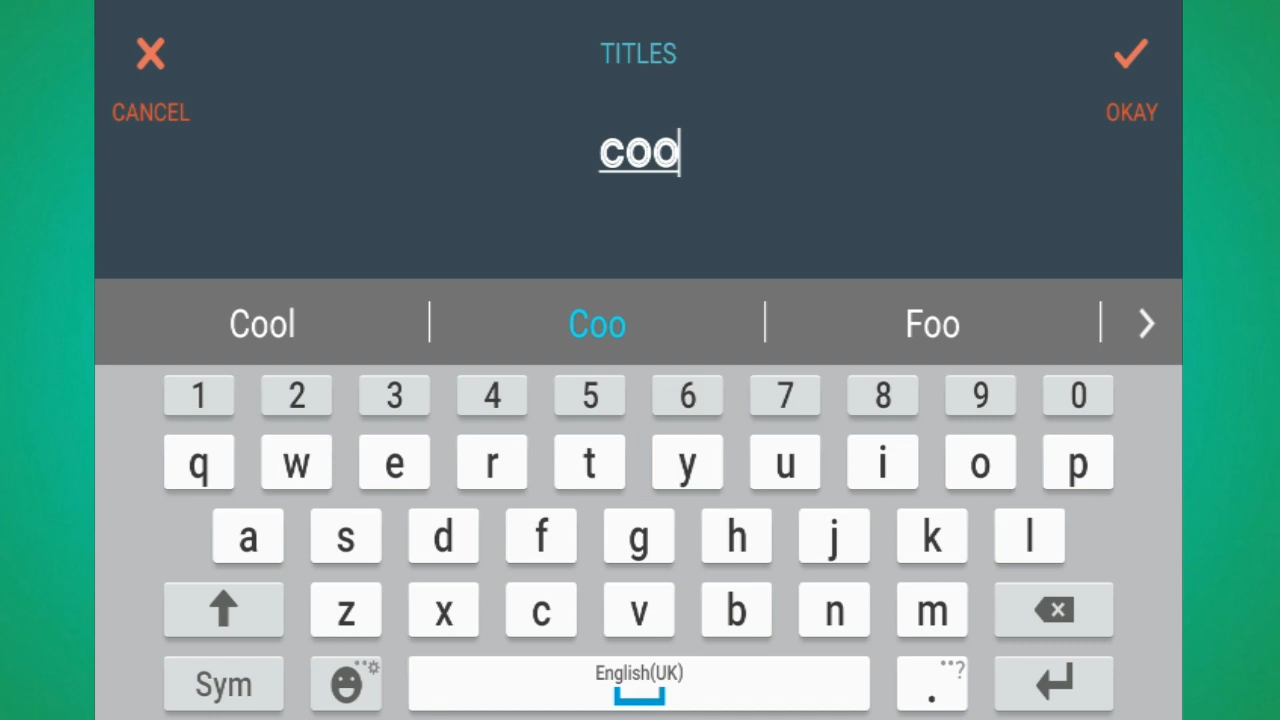 TITLES
CANCEL
OKAY
coo
Cool Coo Foo
1 2 3 4 5 6 7 8 9 0
q w e r t y u i o p
a s d f g h j k l
z x c v b n m
Sym English(UK) . ?